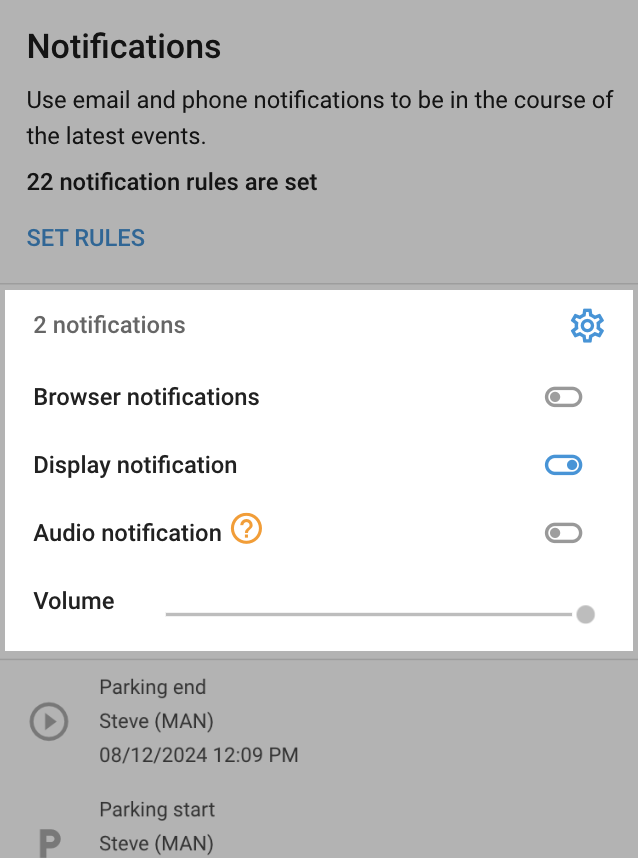 Notifications
Use email and phone notifications to be in the course of
the latest events.
22 notification rules are set
SET RULES
2 notifications
Browser notifications
Display notification
Audio notification ?
Volume
Parking end
Steve (MAN)
08/12/2024 12:09 PM
Parking start
P
Steve (MAN)